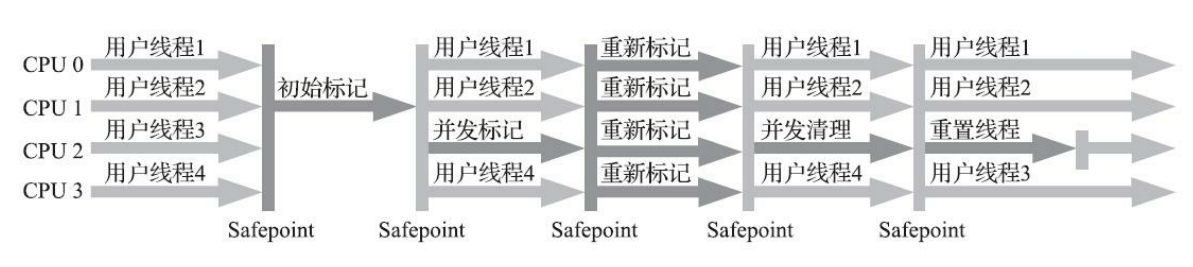 CPU 0 用户线程1 用户线程1 重新标记 用户线程1 用户线程1
CPU 1 用户线程2 初始标记 用户线程2 重新标记 用户线程2 用户线程2
CPU 2 用户线程3 并发标记 重新标记 并发清理 重置线程
CPU 3 用户线程4 用户线程4 重新标记 用户线程4 用户线程3
Safepoint Safepoint Safepoint Safepoint Safepoint